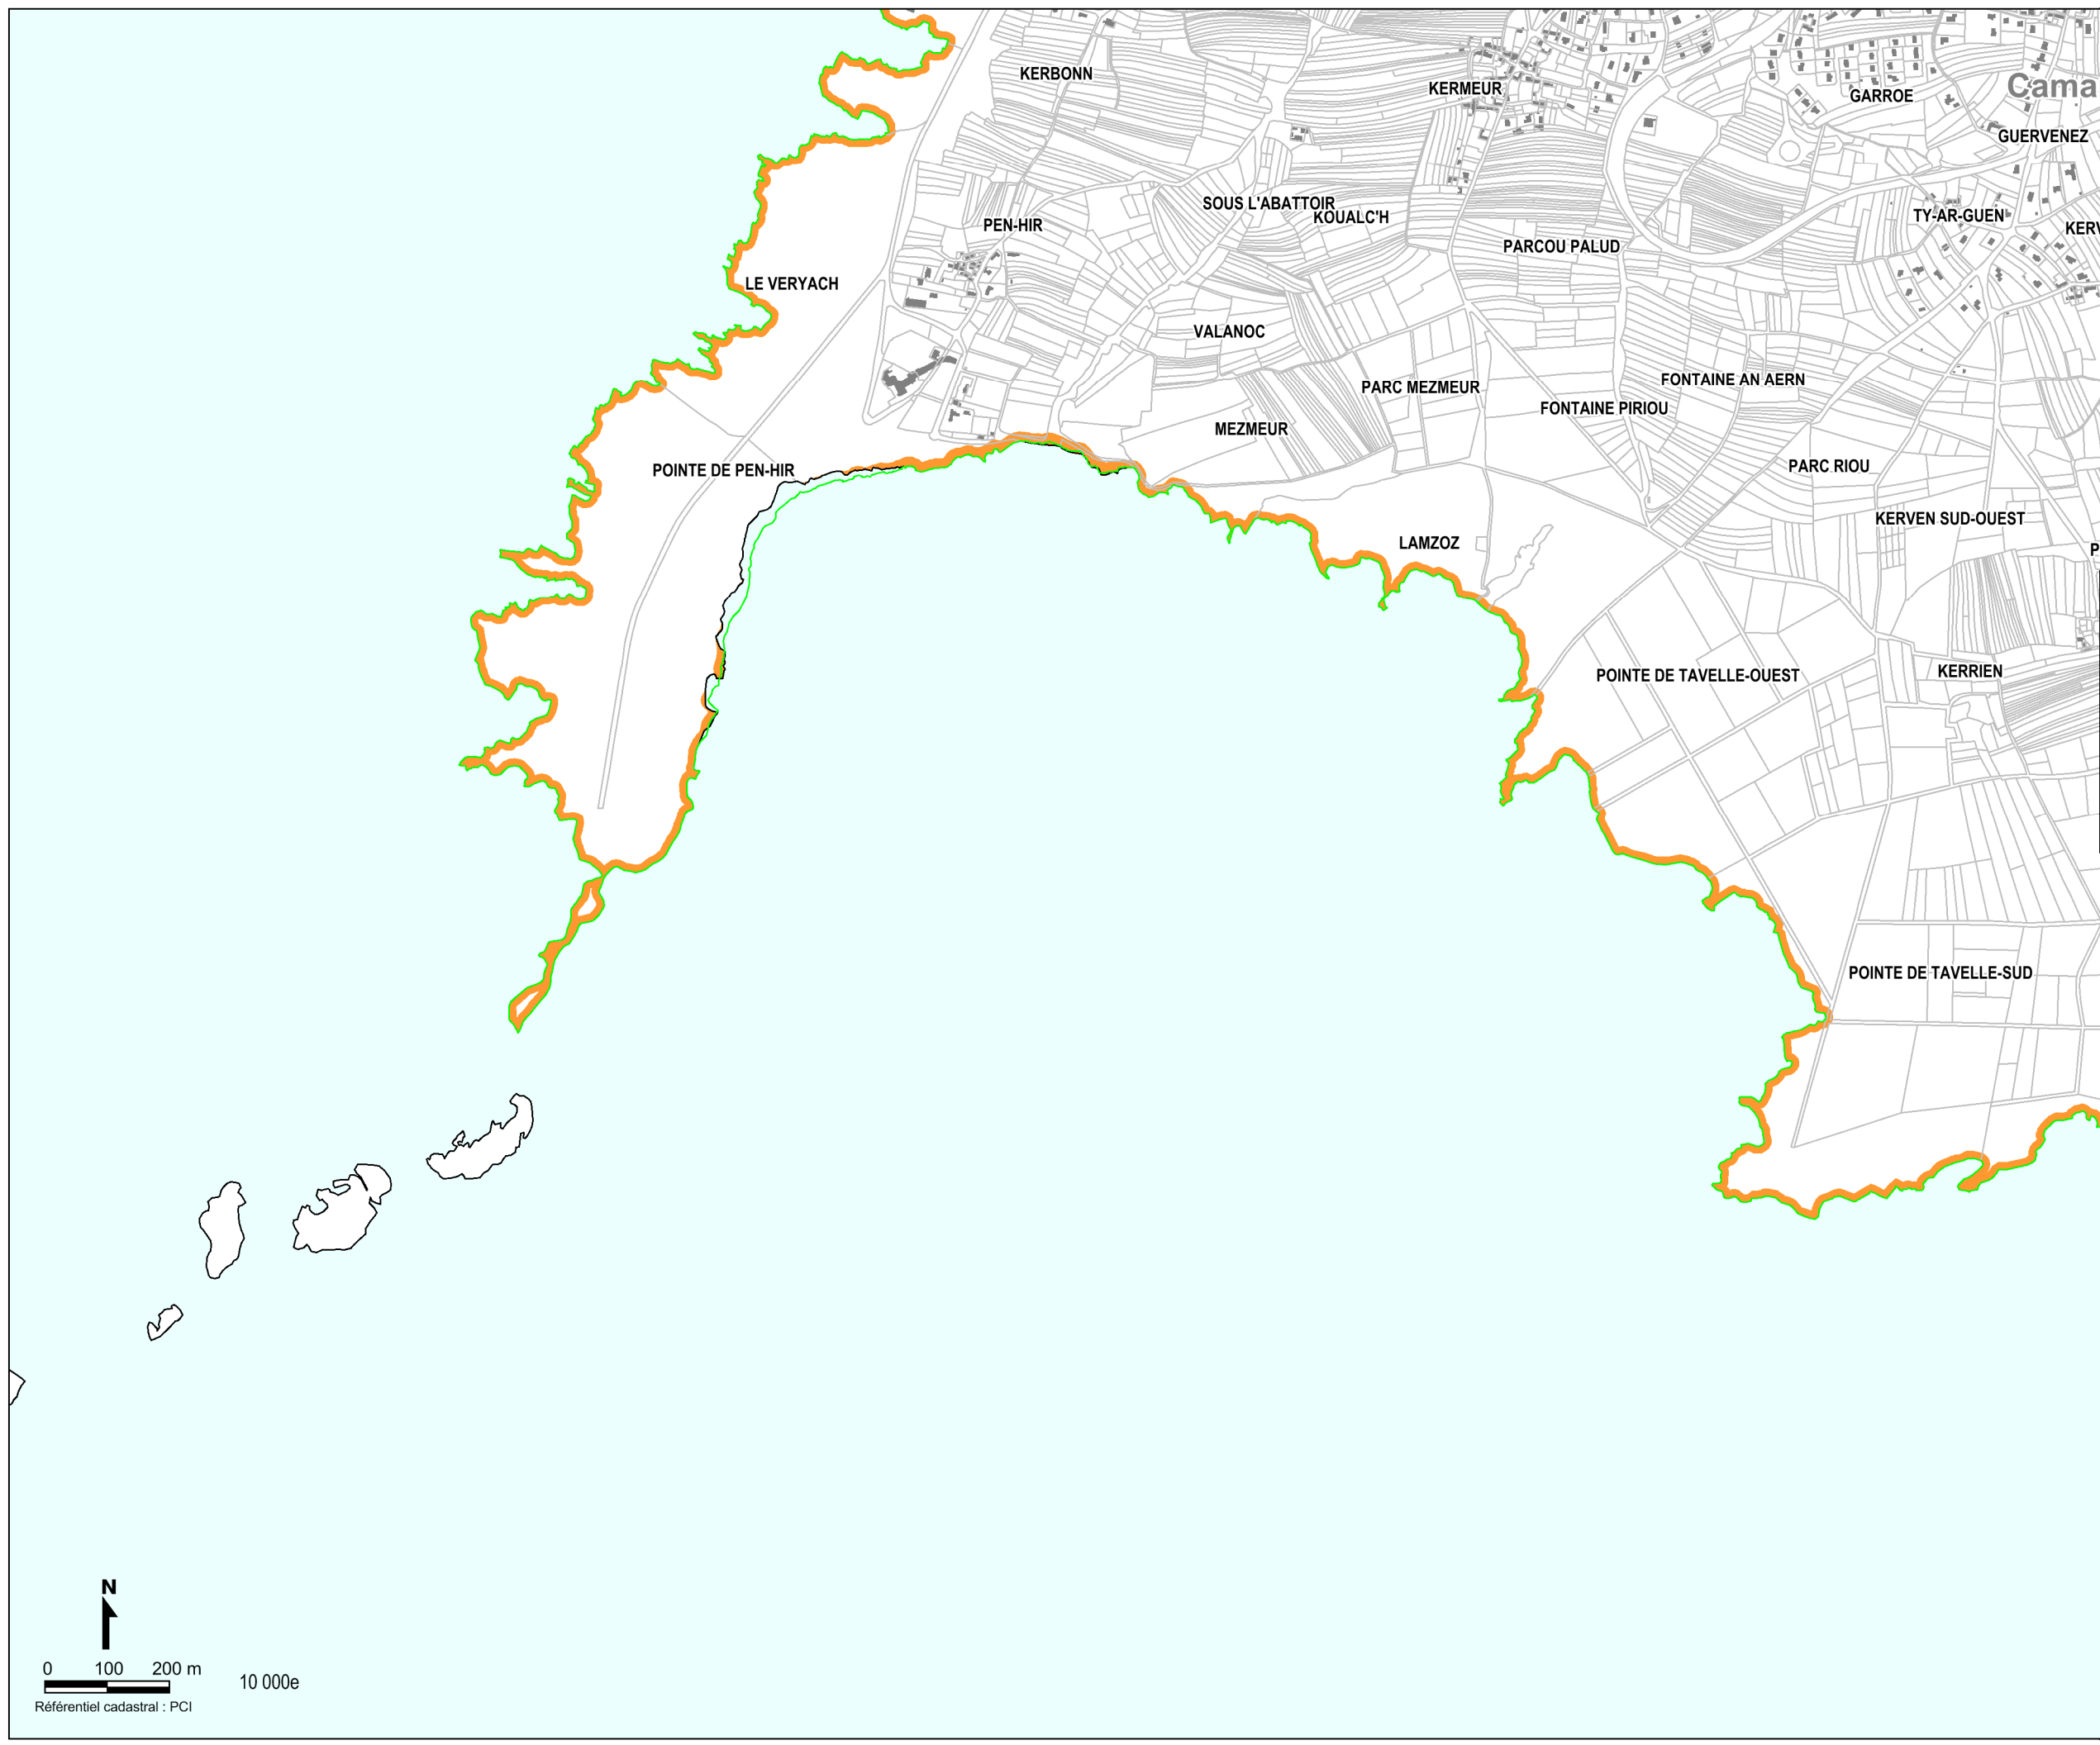 KERBONN
KERMEUR
GARROE
Cama
GUERVENEZ
SOUS L'ABATTOIR
KOUALC'H
TY-AR-GUEN
PEN-HIR
KERV
PARCOU PALUD
LE VERYACH
VALANOC
PARC MEZMEUR
FONTAINE AN AERN
FONTAINE PIRIOU
MEZMEUR
POINTE DE PEN-HIR
PARC RIOU
KERVEN SUD-OUEST
LAMZOZ
P
POINTE DE TAVELLE-OUEST
KERRIEN
POINTE DE TAVELLE-SUD
N
0 100 200 m
10 000e
Référentiel cadastral : PCI